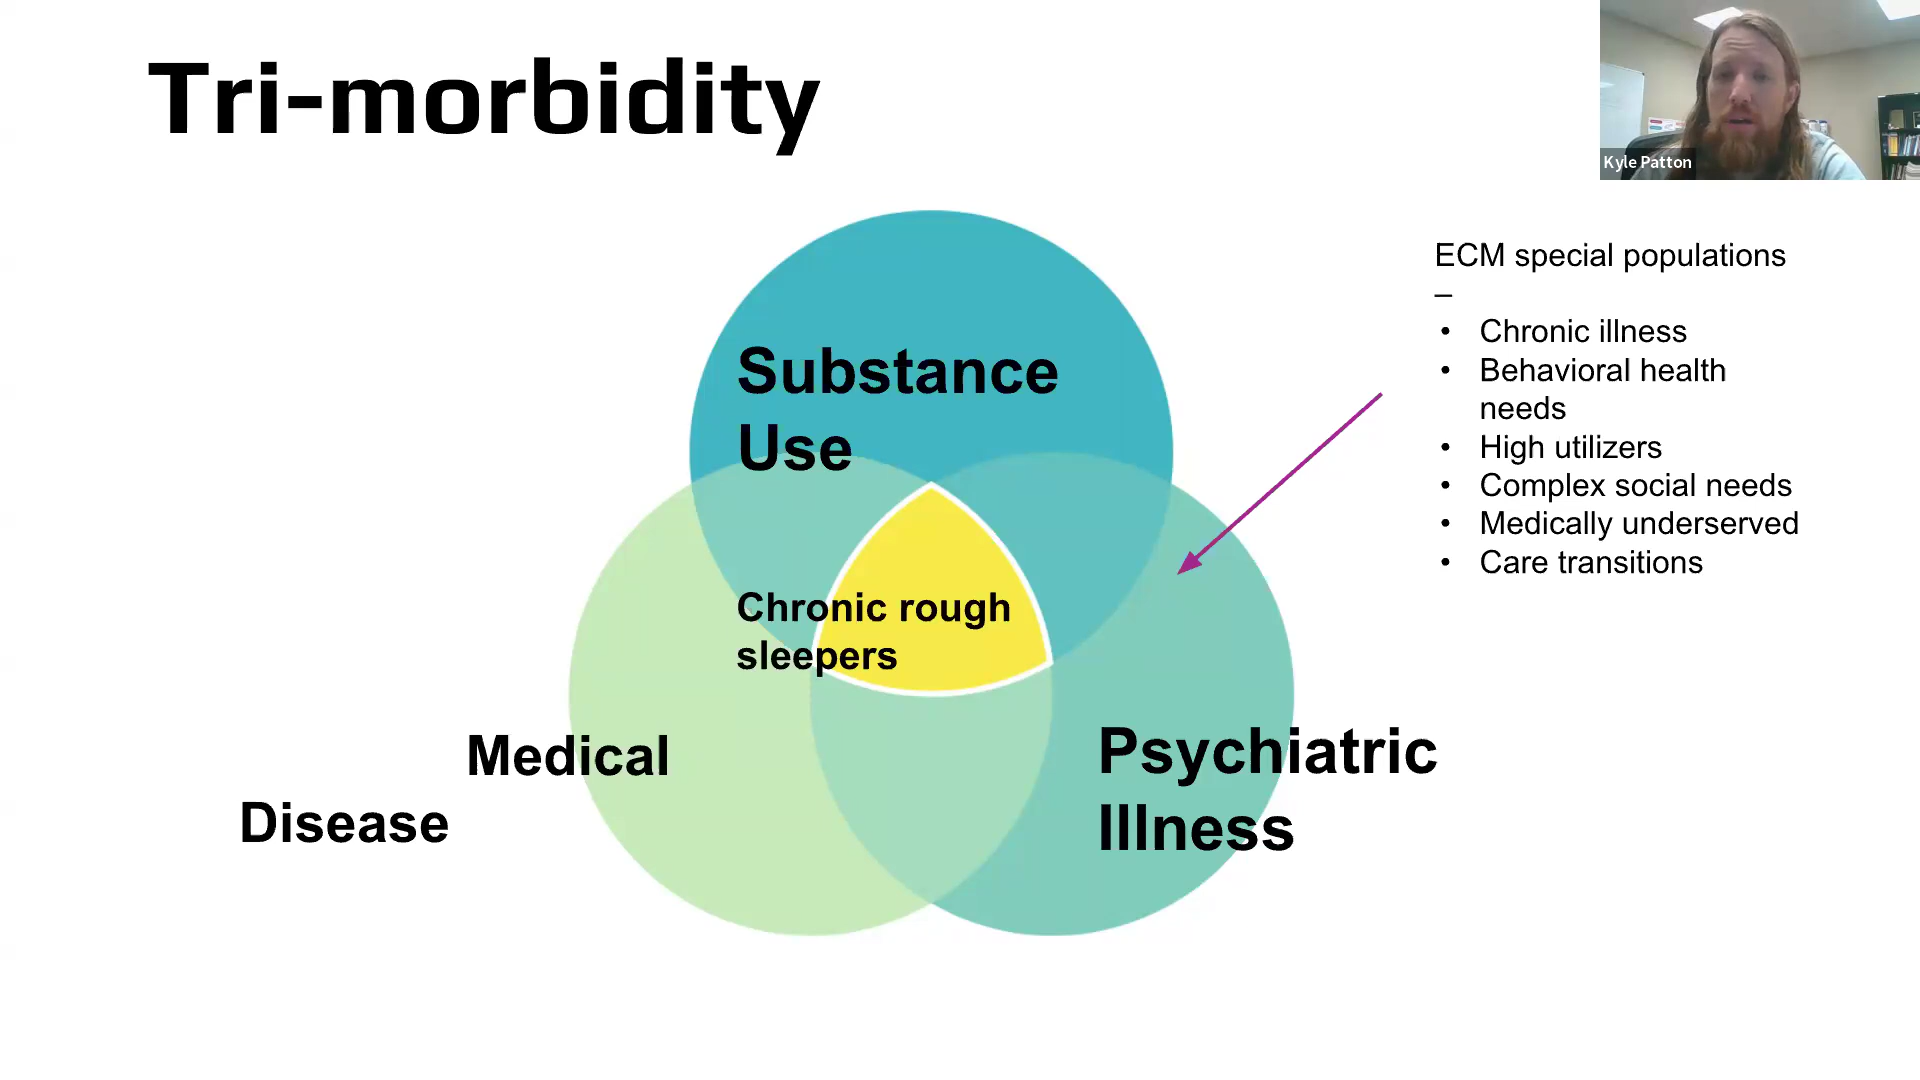 Tri-morbidity
Kyle Patton
ECM special populations
–
• Chronic illness
• Behavioral health
needs
• High utilizers
• Complex social needs
• Medically underserved
• Care transitions
Substance
Use
Chronic rough
sleepers
Medical
Disease
Psychiatric
Illness